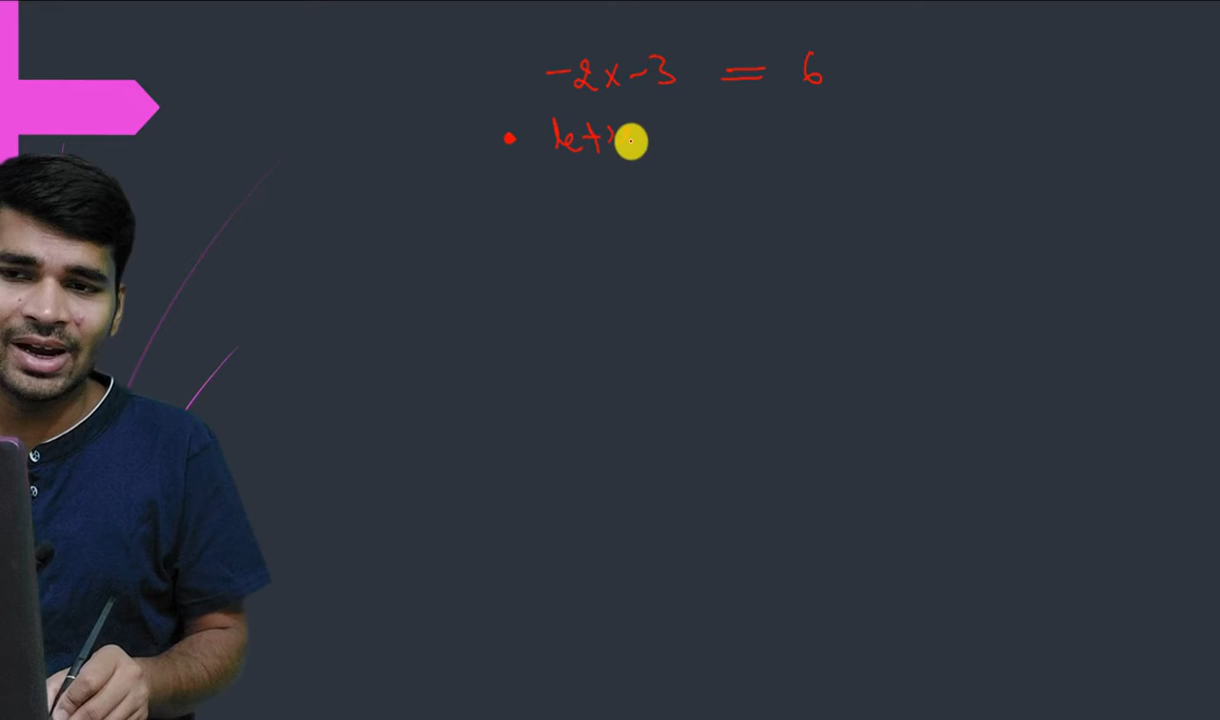 -2x-3 = 6
• let